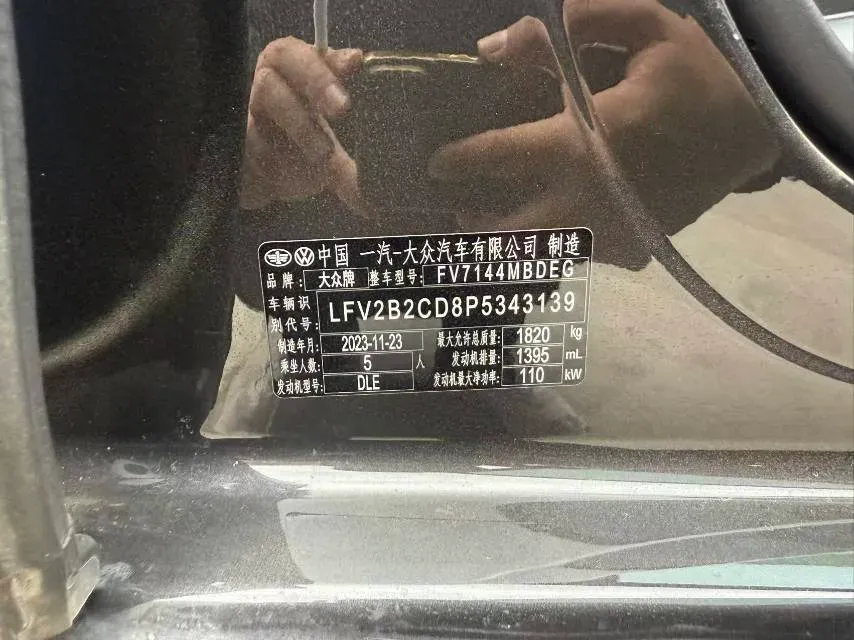 中国 一汽-大众汽车有限公司 制造
品牌: 大众牌 整车型号: FV7144MBDEG
车辆识别代号: LFV2B2CD8P5343139
制造年月: 2023-11-23 最大允许总质量: 1820 kg
乘坐人数: 5 人 发动机排量: 1395 mL
发动机型号: DLE 发动机最大净功率: 110 kW